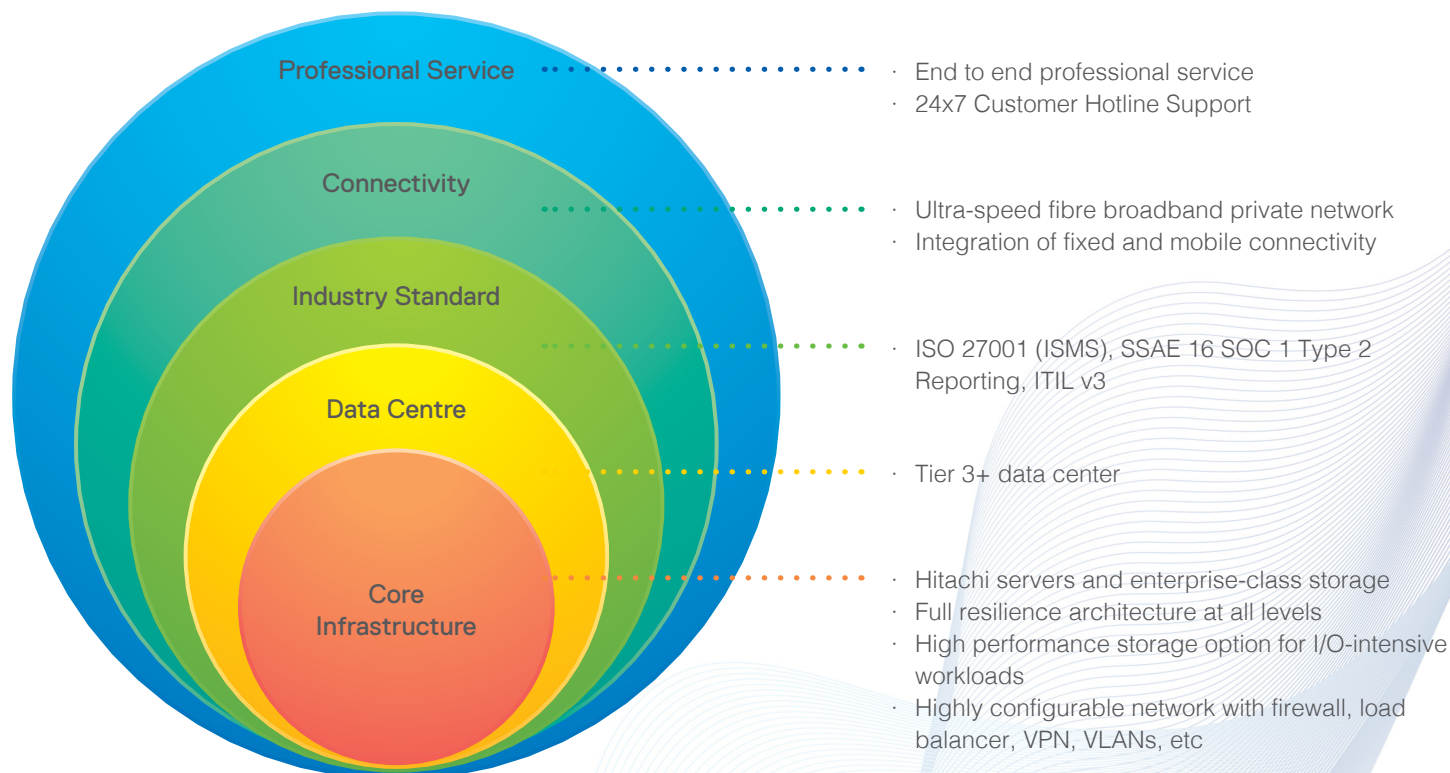 Professional Service
· End to end professional service
· 24x7 Customer Hotline Support
Connectivity
· Ultra-speed fibre broadband private network
· Integration of fixed and mobile connectivity
Industry Standard
· ISO 27001 (ISMS), SSAE 16 SOC 1 Type 2
Reporting, ITIL v3
Data Centre
· Tier 3+ data center
Core
Infrastructure
· Hitachi servers and enterprise-class storage
· Full resilience architecture at all levels
· High performance storage option for I/O-intensive
workloads
· Highly configurable network with firewall, load
balancer, VPN, VLANs, etc